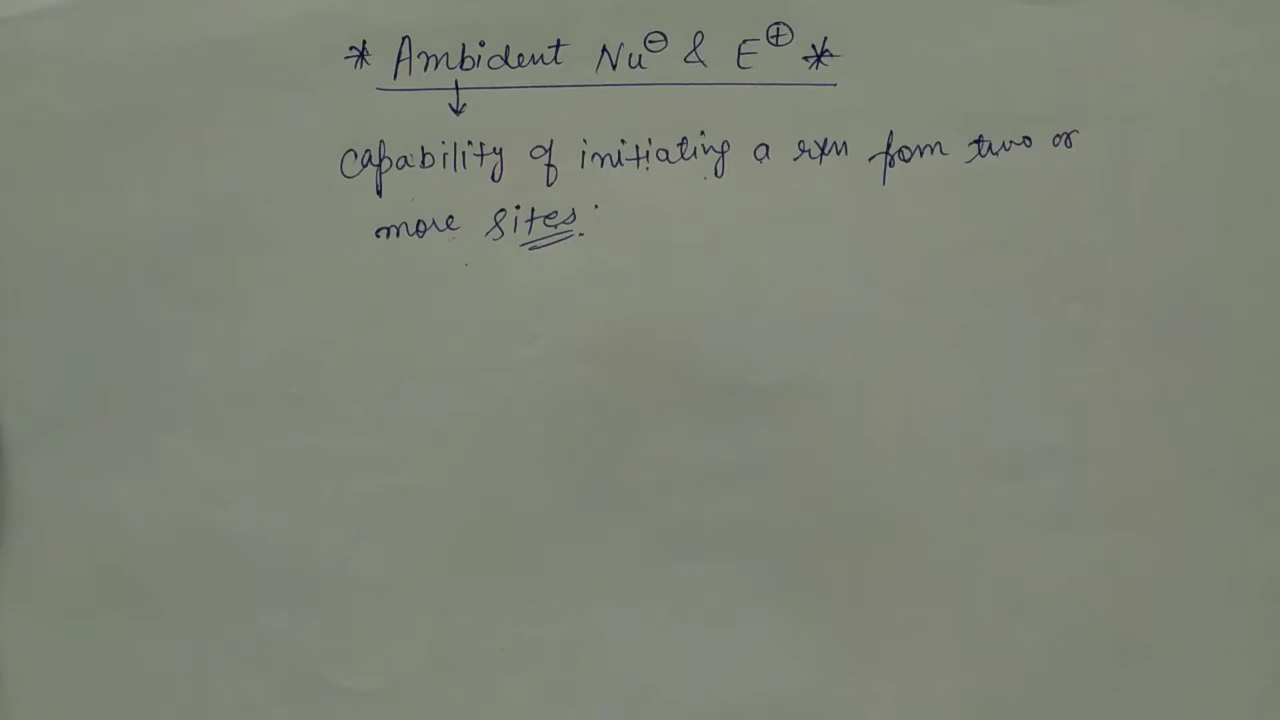 * Ambident Nu⊖ & E⊕ *
↓
Capability of initiating a rxn from two or
more sites.